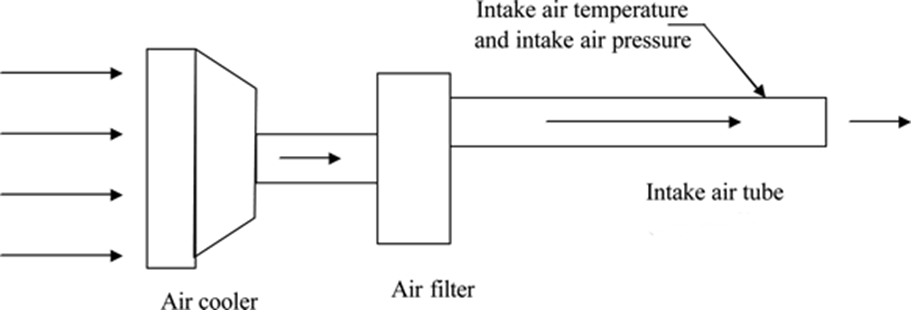 Intake air temperature
and intake air pressure
Intake air tube
Air filter
Air cooler